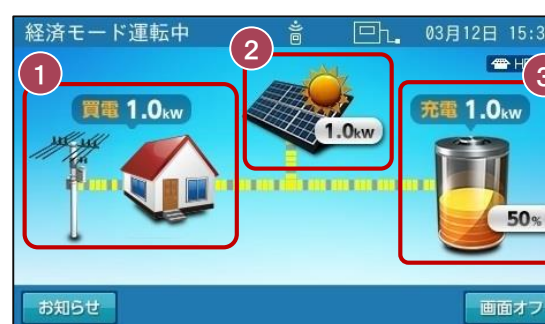 経済モード運転中
03月12日 15:3
1
2
3
買電 1.0kw
1.0kw
充電 1.0kw
50%
お知らせ
画面オフ